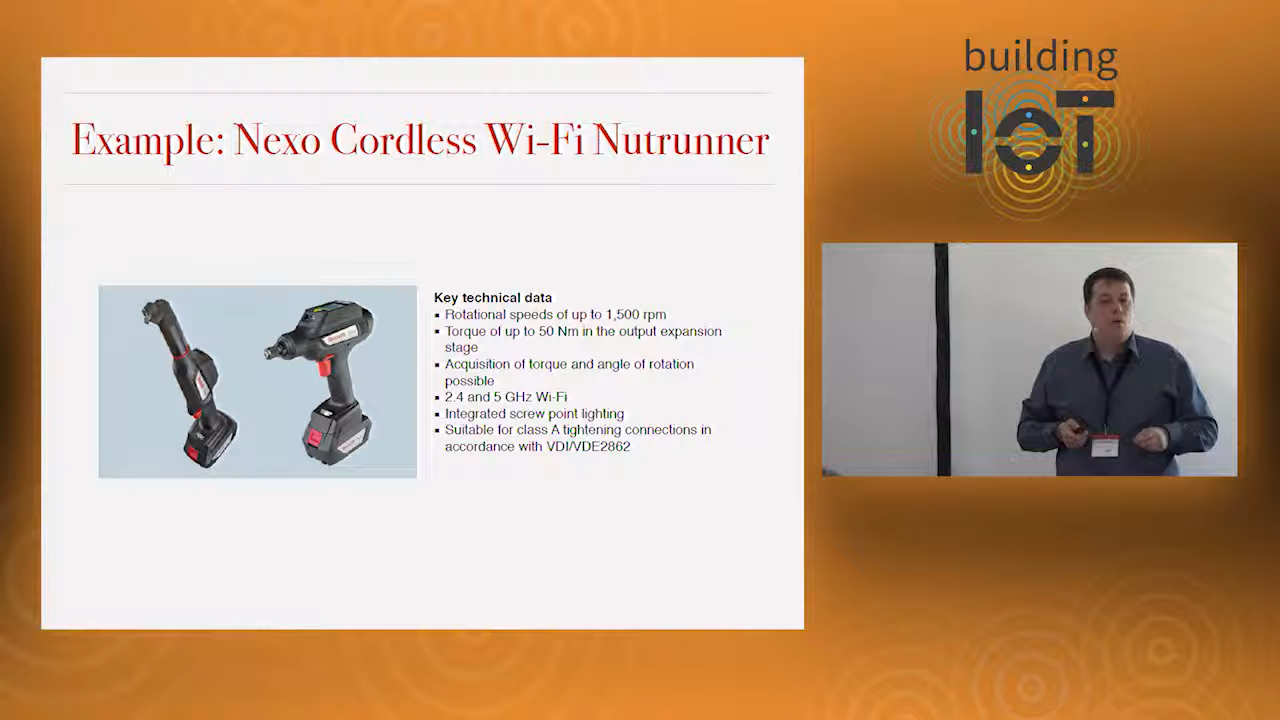 building
IoT
Example: Nexo Cordless Wi-Fi Nutrunner
Key technical data
▪ Rotational speeds of up to 1,500 rpm
▪ Torque of up to 50 Nm in the output expansion
stage
▪ Acquisition of torque and angle of rotation
possible
▪ 2.4 and 5 GHz Wi-Fi
▪ Integrated screw point lighting
▪ Suitable for class A tightening connections in
accordance with VDI/VDE2862